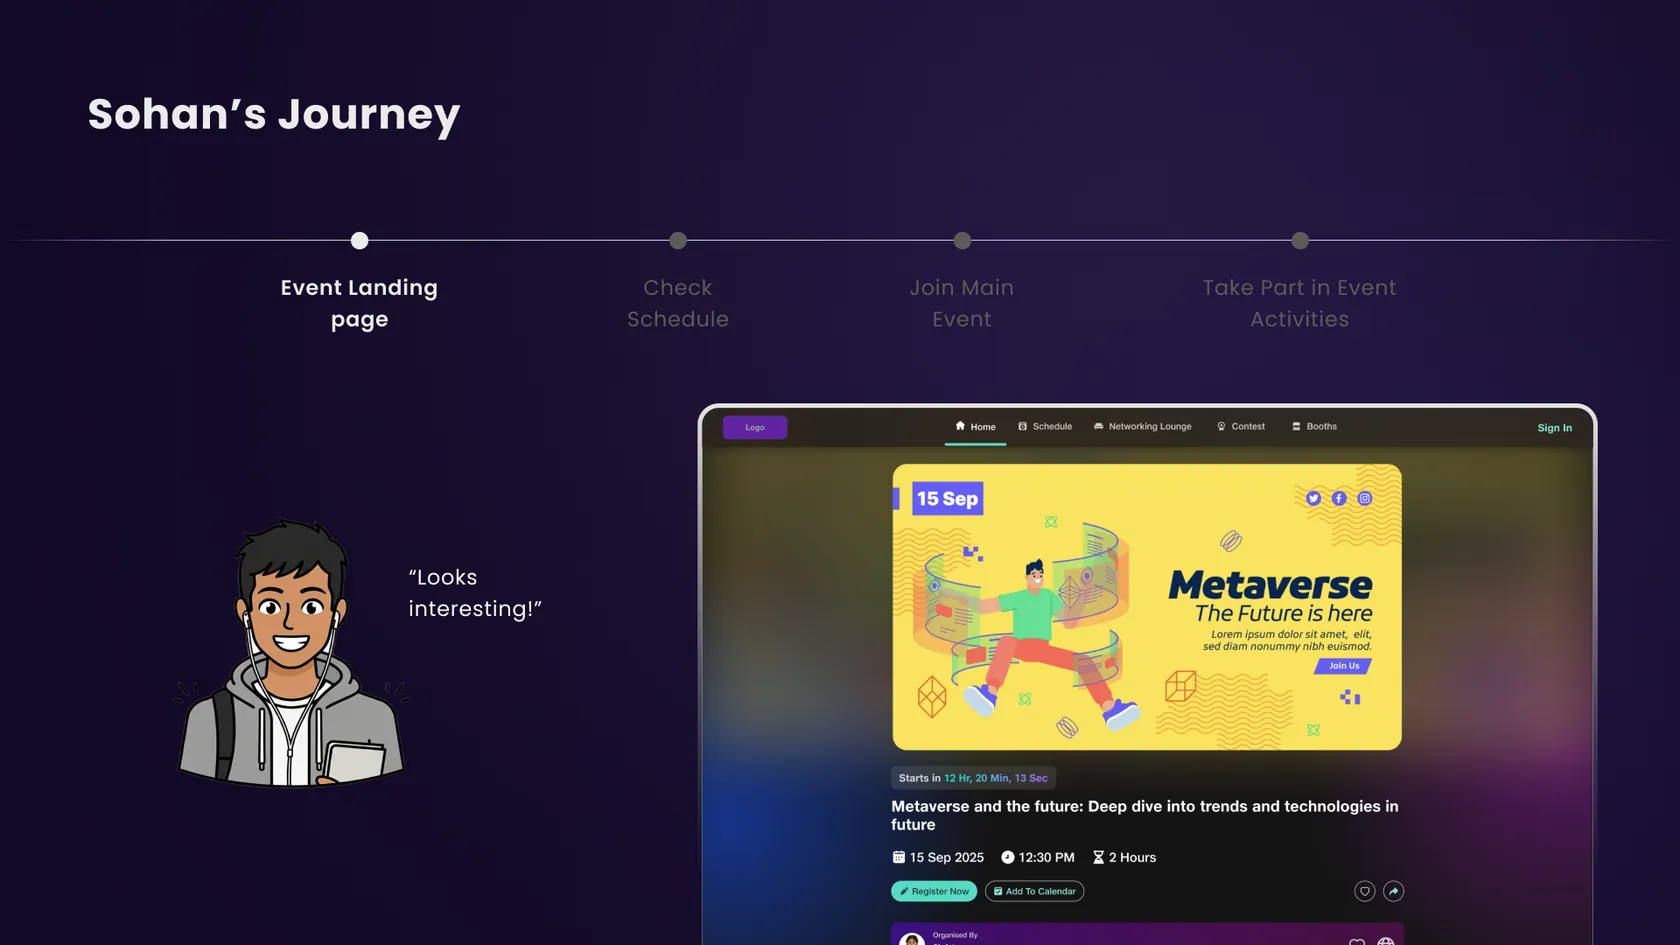 Sohan’s Journey
Event Landing
page
Check
Schedule
Join Main
Event
Take Part in Event
Activities
“Looks
interesting!”
Logo
Home
Schedule
Networking Lounge
Contest
Booths
Sign In
15 Sep
Metaverse
The Future is here
Lorem ipsum dolor sit amet, elit,
sed diam nonummy nibh euismod.
Join Us
Starts in 12 Hr, 20 Min, 13 Sec
Metaverse and the future: Deep dive into trends and technologies in
future
15 Sep 2025
12:30 PM
2 Hours
Register Now
Add To Calendar
Organised By